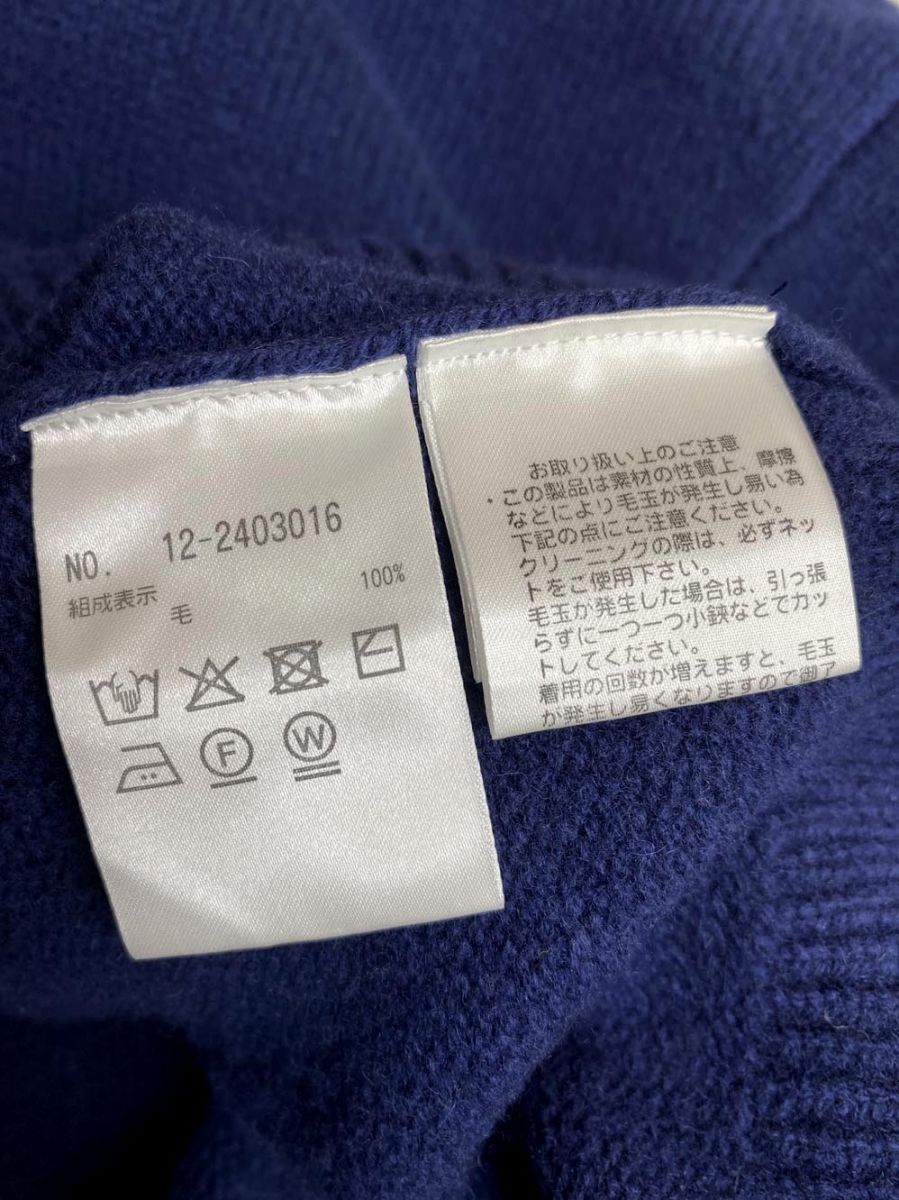 NO. 12-2403016
組成表示
毛 100%
F
W
お取り扱い上のご注意
・この製品は素材の性質上、摩擦
などにより毛玉が発生し易い為
下記の点にご注意ください。
クリーニングの際は、必ずネッ
トをご使用下さい。
毛玉が発生した場合は、引っ張
らずに一つ一つ小鋏などでカッ
トしてください。
着用の回数が増えますと、毛玉
が発生し易くなりますので御了